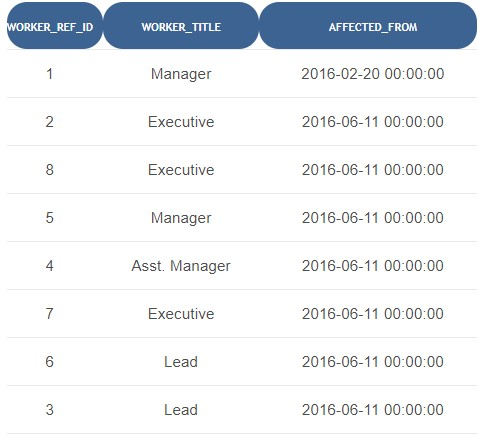 WORKER_REF_ID WORKER_TITLE AFFECTED_FROM
1 Manager 2016-02-20 00:00:00
2 Executive 2016-06-11 00:00:00
8 Executive 2016-06-11 00:00:00
5 Manager 2016-06-11 00:00:00
4 Asst. Manager 2016-06-11 00:00:00
7 Executive 2016-06-11 00:00:00
6 Lead 2016-06-11 00:00:00
3 Lead 2016-06-11 00:00:00